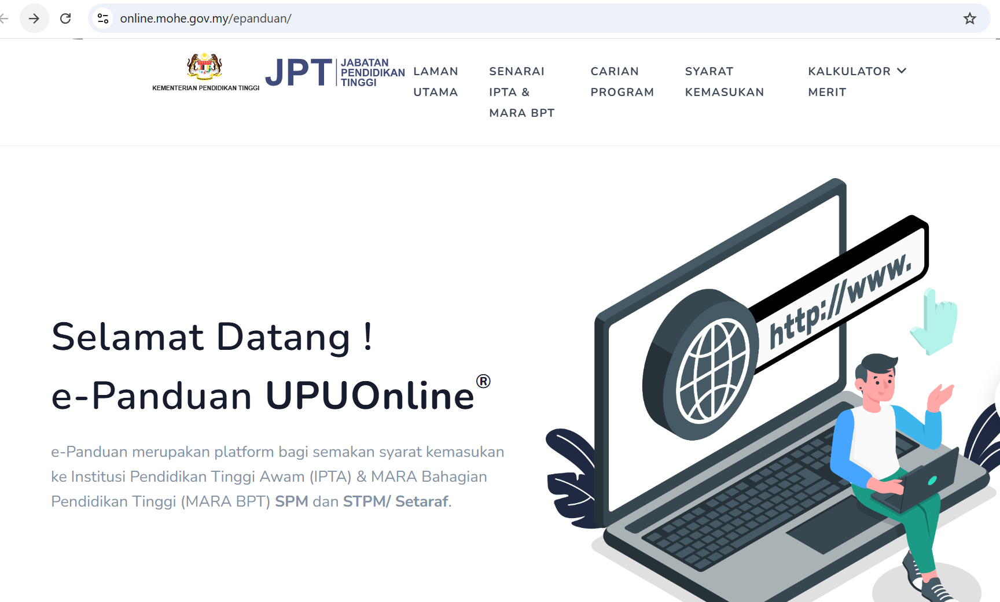 online.mohe.gov.my/epanduan/
KEMENTERIAN PENDIDIKAN TINGGI
JPT
JABATAN
PENDIDIKAN
TINGGI
LAMAN
UTAMA
SENARAI
IPTA &
MARA BPT
CARIAN
PROGRAM
SYARAT
KEMASUKAN
KALKULATOR
MERIT
Selamat Datang !
e-Panduan UPUOnline®
e-Panduan merupakan platform bagi semakan syarat kemasukan
ke Institusi Pendidikan Tinggi Awam (IPTA) & MARA Bahagian
Pendidikan Tinggi (MARA BPT) SPM dan STPM/ Setaraf.
http://www.